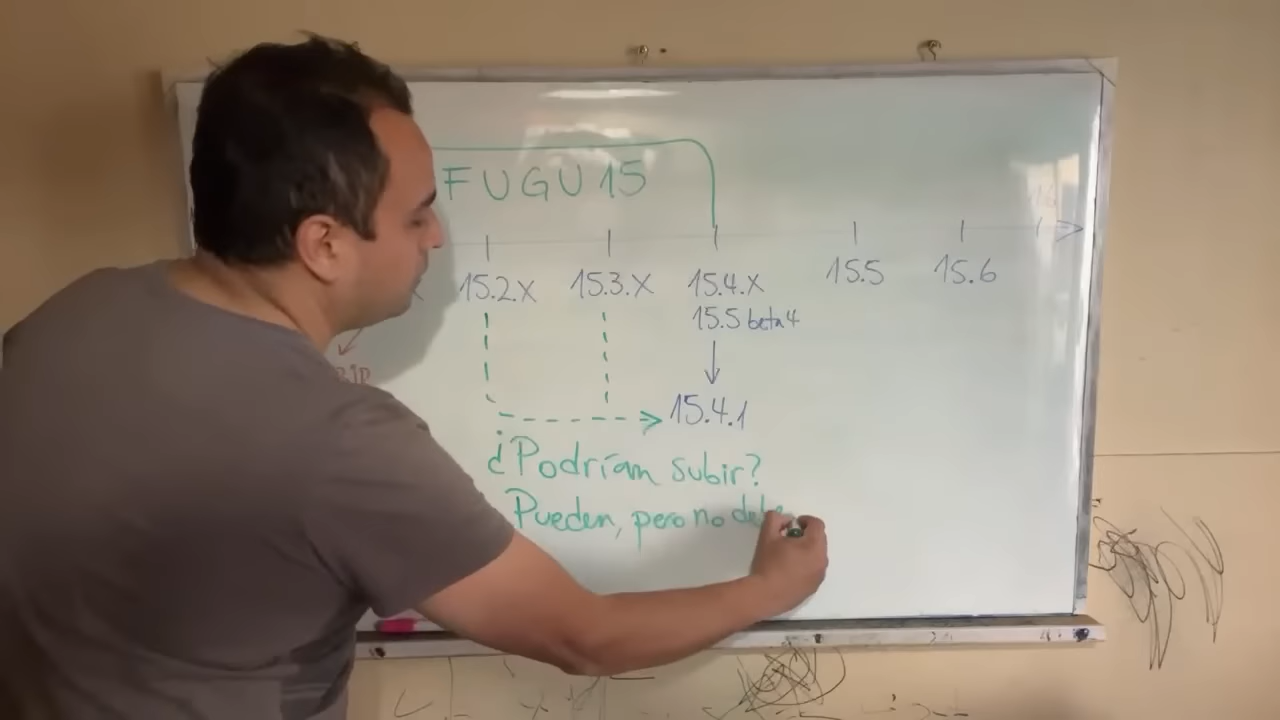 FUGU 15
15.2.X 15.3.X 15.4.X 15.5 15.6
15.5 beta 4
15.4.1
¿Podrían subir?
Pueden, pero no debe